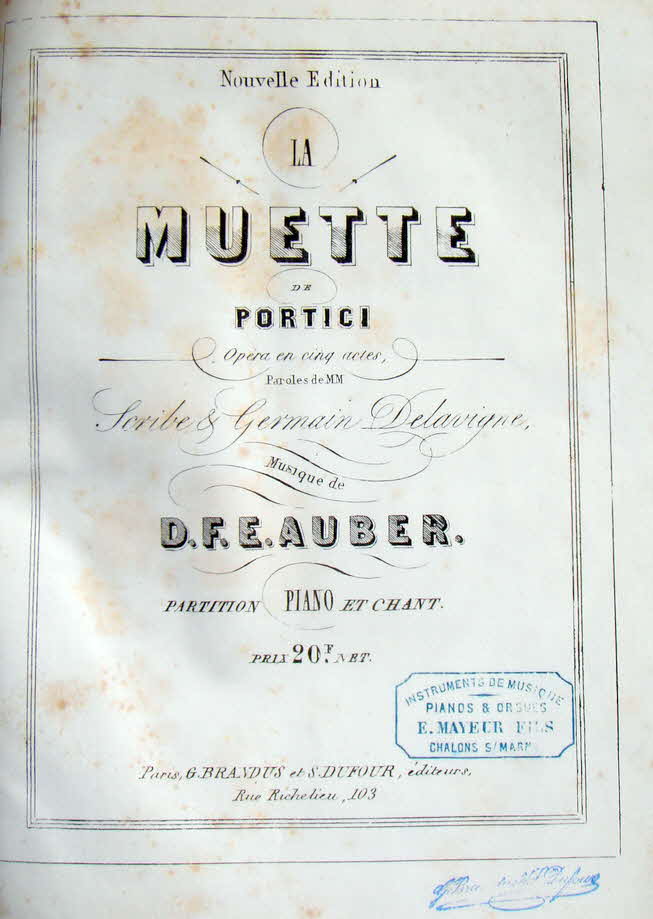 Nouvelle Edition
LA
MUETTE
DE
PORTICI
Opéra en cinq actes,
Paroles de MM
Scribe & Germain Delavigne,
Musique de
D.F.E. AUBER.
PARTITION PIANO ET CHANT.
PRIX 20.F NET.
INSTRUMENTS DE MUSIQUE
PIANOS & ORGUES
E. MAYEUR FILS
CHALONS S/ MARN
Paris, G. BRANDUS et S. DUFOUR, éditeurs,
Rue Richelieu, 103